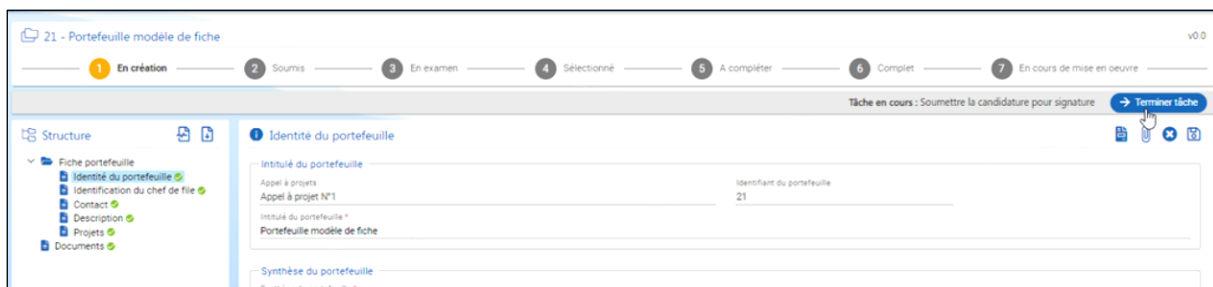 21 - Portefeuille modèle de fiche
v0.0
1 En création 2 Soumis 3 En examen 4 Sélectionné 5 A compléter 6 Complet 7 En cours de mise en oeuvre
Tâche en cours : Soumettre la candidature pour signature Terminer tâche
Structure
Fiche portefeuille
Identité du portefeuille
Identification du chef de file
Contact
Description
Projets
Documents
Identité du portefeuille
Intitulé du portefeuille
Appel à projets Identifiant du portefeuille
Appel à projet N°1 21
Intitulé du portefeuille *
Portefeuille modèle de fiche
Synthèse du portefeuille